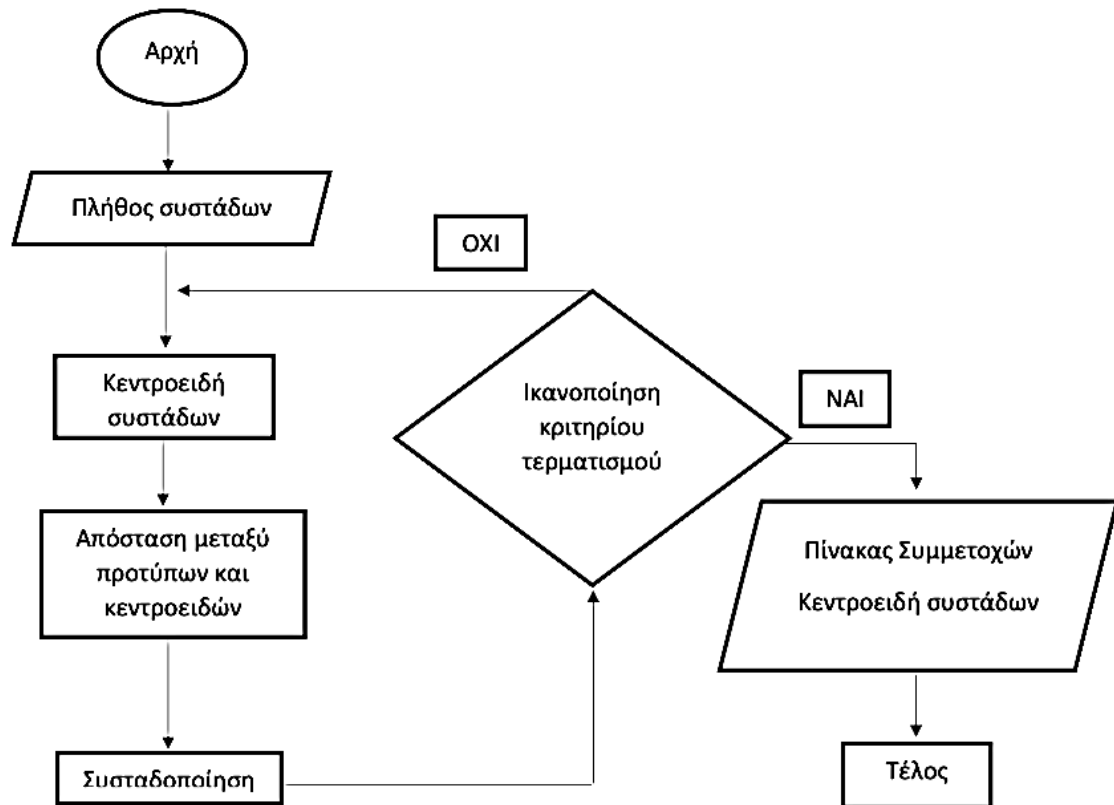 Αρχή
Πλήθος συστάδων
ΟΧΙ
Κεντροειδή
συστάδων
Ικανοποίηση
κριτηρίου
τερματισμού
ΝΑΙ
Απόσταση μεταξύ
προτύπων και
κεντροειδών
Πίνακας Συμμετοχών
Κεντροειδή συστάδων
Συσταδοποίηση
Τέλος